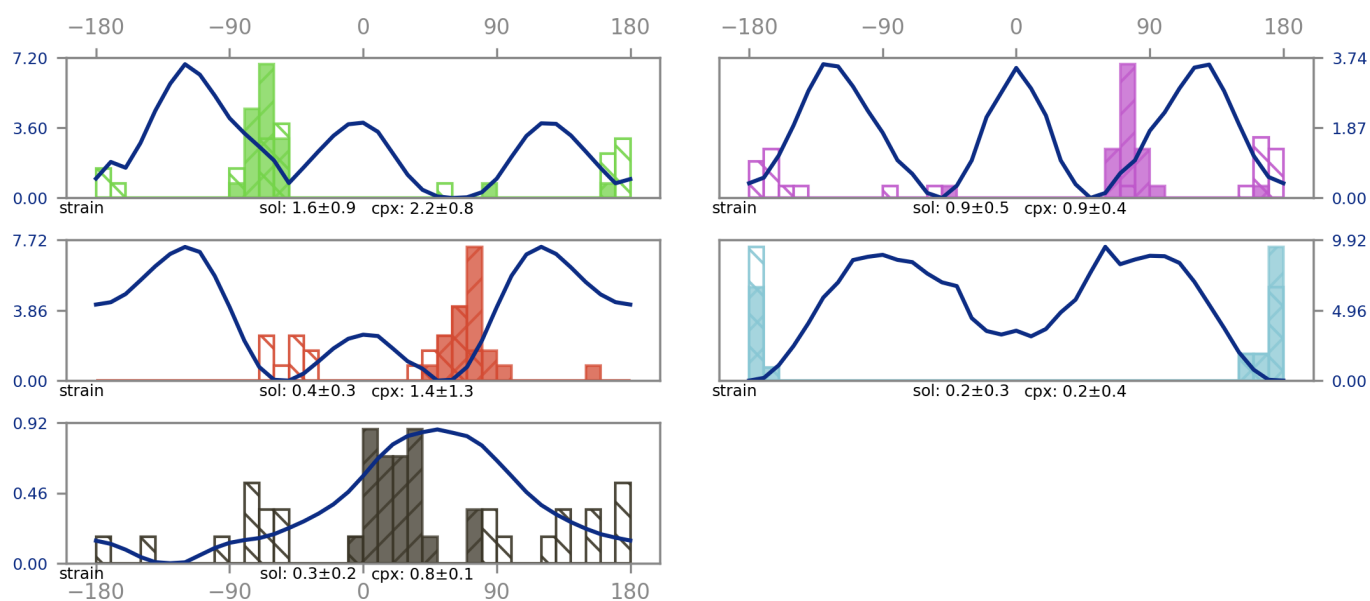 −180 −90 0 90 180 −180 −90 0 90 180
7.20 3.74
3.60 1.87
0.00 0.00
strain sol: 1.6±0.9 cpx: 2.2±0.8 strain sol: 0.9±0.5 cpx: 0.9±0.4
7.72 9.92
3.86 4.96
0.00 0.00
strain sol: 0.4±0.3 cpx: 1.4±1.3 strain sol: 0.2±0.3 cpx: 0.2±0.4
0.92
0.46
0.00
strain sol: 0.3±0.2 cpx: 0.8±0.1
−180 −90 0 90 180